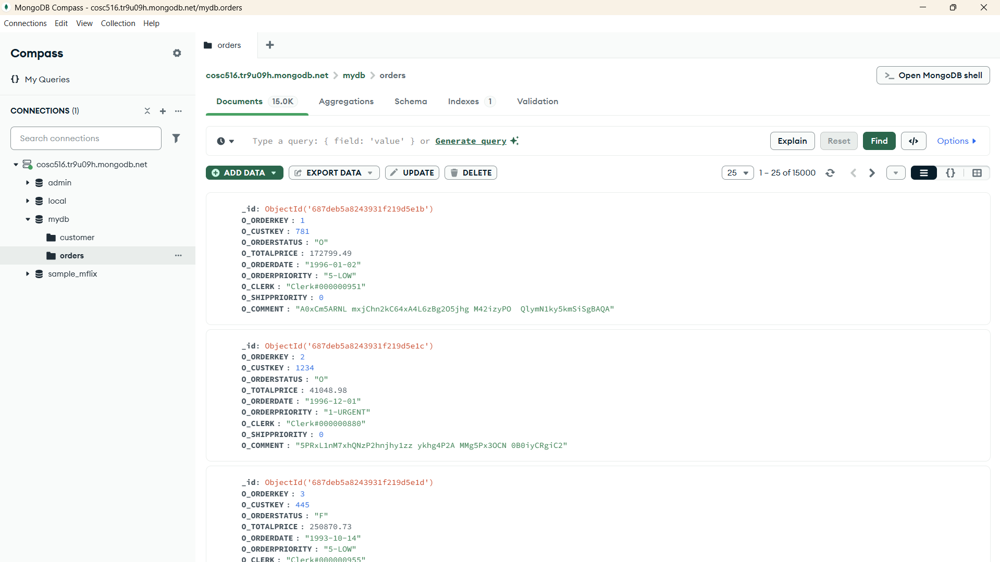 MongoDB Compass - cosc516.tr9u09h.mongodb.net/mydb.orders
Connections Edit View Collection Help
Compass
{} My Queries
CONNECTIONS (1)
Search connections
cosc516.tr9u09h.mongodb.net
admin
local
mydb
customer
orders
sample_mflix
orders
cosc516.tr9u09h.mongodb.net > mydb > orders
>_ Open MongoDB shell
Documents 15.0K Aggregations Schema Indexes 1 Validation
Type a query: { field: 'value' } or Generate query
Explain Reset Find </> Options
ADD DATA EXPORT DATA UPDATE DELETE
25 1 – 25 of 15000 {}
_id: ObjectId('687deb5a8243931f219d5e1b')
O_ORDERKEY : 1
O_CUSTKEY : 781
O_ORDERSTATUS : "O"
O_TOTALPRICE : 172799.49
O_ORDERDATE : "1996-01-02"
O_ORDERPRIORITY : "5-LOW"
O_CLERK : "Clerk#000000951"
O_SHIPPRIORITY : 0
O_COMMENT : "A0xCm5ARNL mxjChn2kC64xA4L6zBg2O5jhg M42izyPO  QlymN1ky5kmSiSgBAQA"
_id: ObjectId('687deb5a8243931f219d5e1c')
O_ORDERKEY : 2
O_CUSTKEY : 1234
O_ORDERSTATUS : "O"
O_TOTALPRICE : 41048.98
O_ORDERDATE : "1996-12-01"
O_ORDERPRIORITY : "1-URGENT"
O_CLERK : "Clerk#000000880"
O_SHIPPRIORITY : 0
O_COMMENT : "5PRxL1nM7xhQNzP2hnjhy1zz ykhg4P2A MMg5Px3OCN 0B0iyCRgiC2"
_id: ObjectId('687deb5a8243931f219d5e1d')
O_ORDERKEY : 3
O_CUSTKEY : 445
O_ORDERSTATUS : "F"
O_TOTALPRICE : 250870.73
O_ORDERDATE : "1993-10-14"
O_ORDERPRIORITY : "5-LOW"
O_CLERK : "Clerk#000000955"